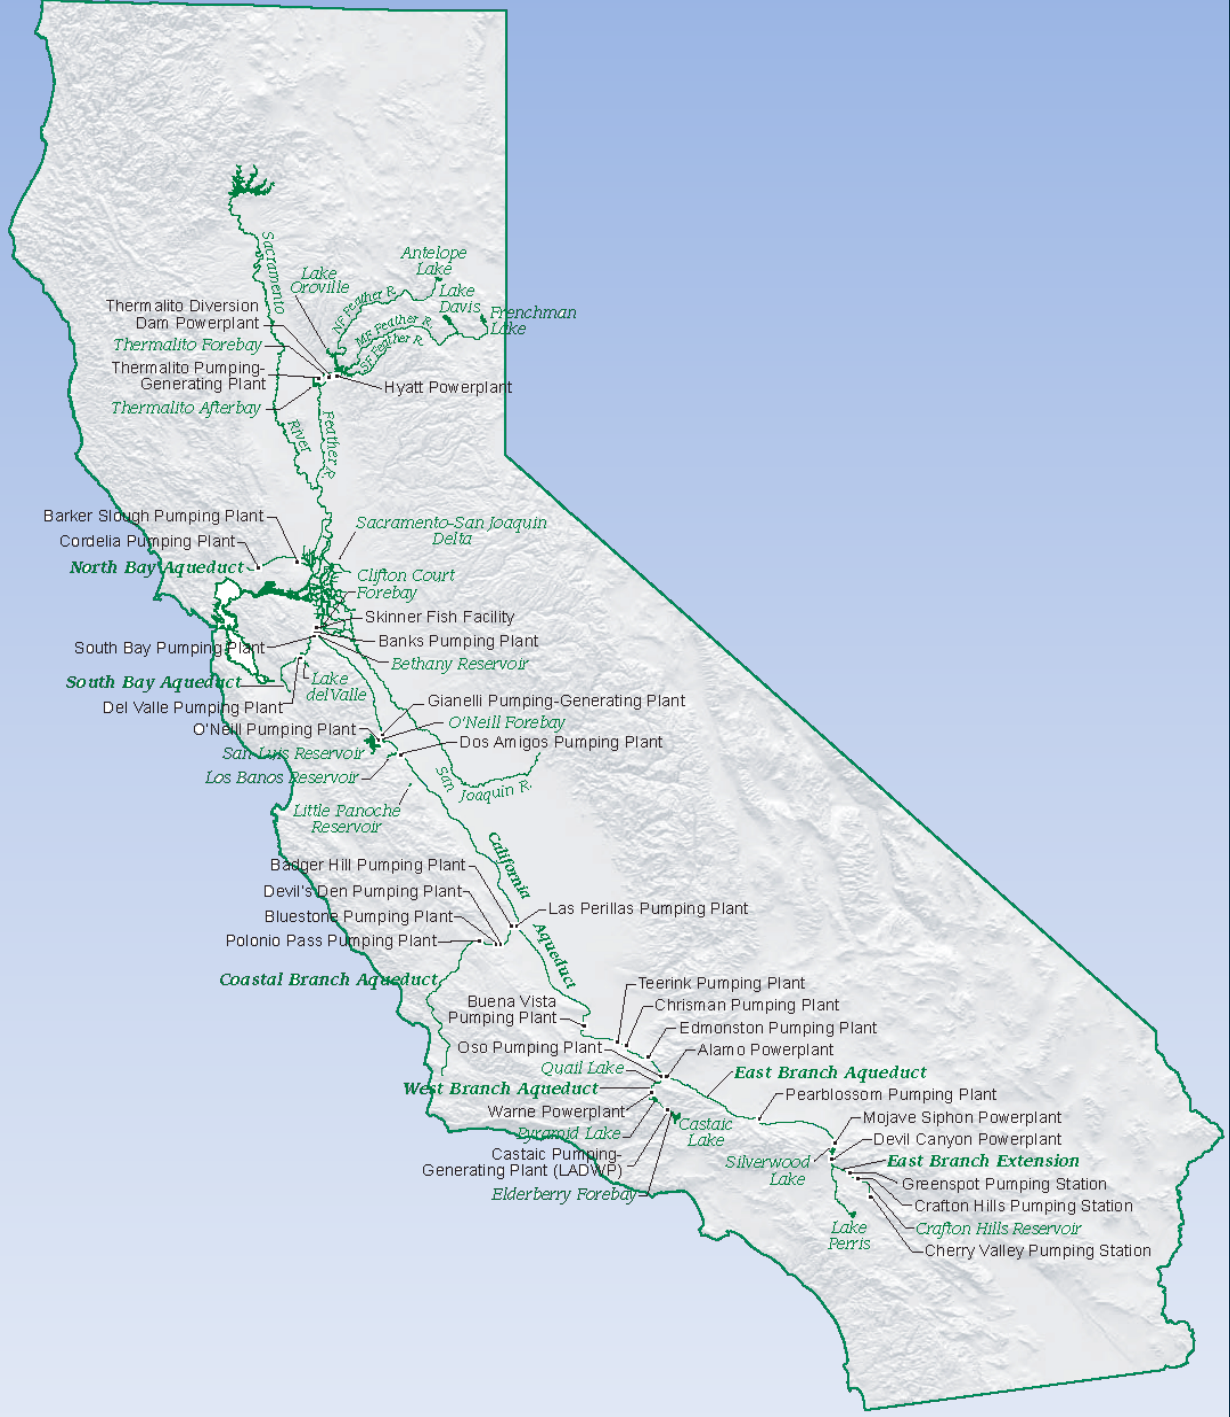 Sacramento
River
Lake
Oroville
Antelope
Lake
Lake
Davis
Frenchman
Lake
NF Feather R.
MF Feather R.
SF Feather R.
Thermalito Diversion
Dam Powerplant
Thermalito Forebay
Thermalito Pumping-
Generating Plant
Thermalito Afterbay
Hyatt Powerplant
Feather R.
Barker Slough Pumping Plant
Cordelia Pumping Plant
North Bay Aqueduct
Sacramento-San Joaquin
Delta
Clifton Court
Forebay
Skinner Fish Facility
Banks Pumping Plant
Bethany Reservoir
South Bay Pumping Plant
South Bay Aqueduct
Del Valle Pumping Plant
Lake
delValle
O'Neill Pumping Plant
San Luis Reservoir
Los Banos Reservoir
Little Panoche
Reservoir
Gianelli Pumping-Generating Plant
O'Neill Forebay
Dos Amigos Pumping Plant
San
Joaquin R.
California
Aqueduct
Badger Hill Pumping Plant
Devil's Den Pumping Plant
Bluestone Pumping Plant
Polonio Pass Pumping Plant
Las Perillas Pumping Plant
Coastal Branch Aqueduct
Buena Vista
Pumping Plant
Teerink Pumping Plant
Chrisman Pumping Plant
Edmonston Pumping Plant
Alamo Powerplant
Oso Pumping Plant
Quail Lake
West Branch Aqueduct
Warne Powerplant
Pyramid Lake
Castaic Pumping-
Generating Plant (LADWP)
Elderberry Forebay
Castaic
Lake
East Branch Aqueduct
Pearblossom Pumping Plant
Mojave Siphon Powerplant
Devil Canyon Powerplant
East Branch Extension
Silverwood
Lake
Greenspot Pumping Station
Crafton Hills Pumping Station
Crafton Hills Reservoir
Cherry Valley Pumping Station
Lake
Perris